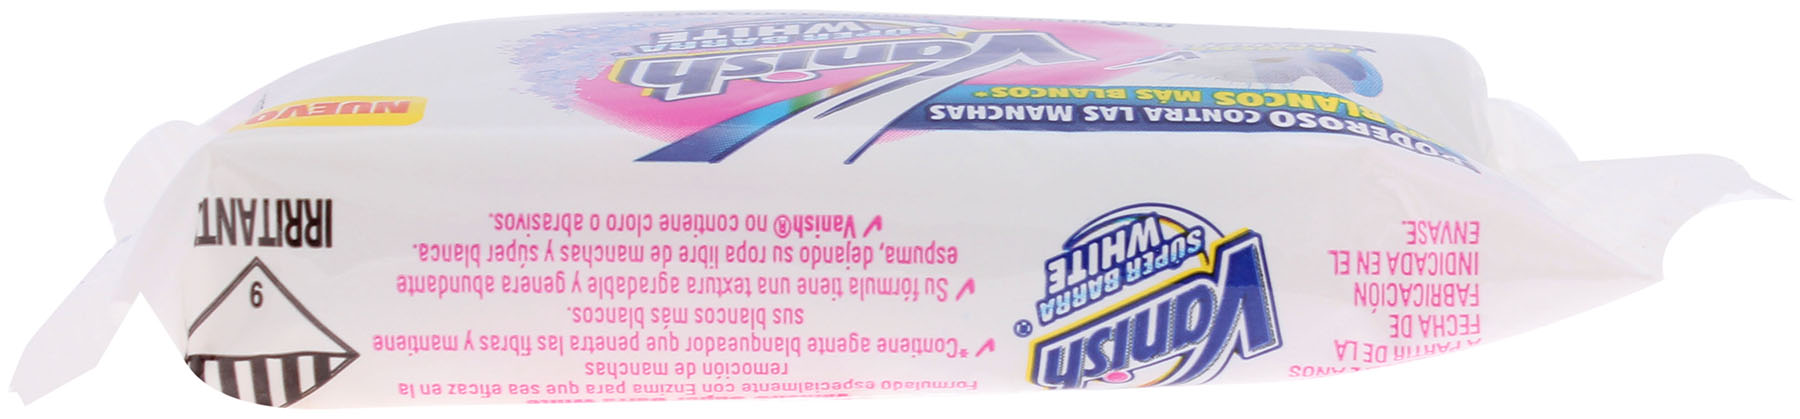 Formulado especialmente con Enzima para que sea eficaz en la
remoción de manchas
✓ *Contiene agente blanqueador que penetra las fibras y mantiene
sus blancos más blancos.
✓ Su fórmula tiene una textura agradable y genera abundante
espuma, dejando su ropa libre de manchas y súper blanca.
✓ Vanish® no contiene cloro o abrasivos.
Vanish®
SÚPER BARRA
WHITE
A PARTIR DE LA
FECHA DE
FABRICACIÓN
INDICADA EN EL
ENVASE.
9
IRRITANT
PODEROSO CONTRA LAS MANCHAS
BLANCOS MÁS BLANCOS*
Vanish
SÚPER BARRA
WHITE
NUEVO